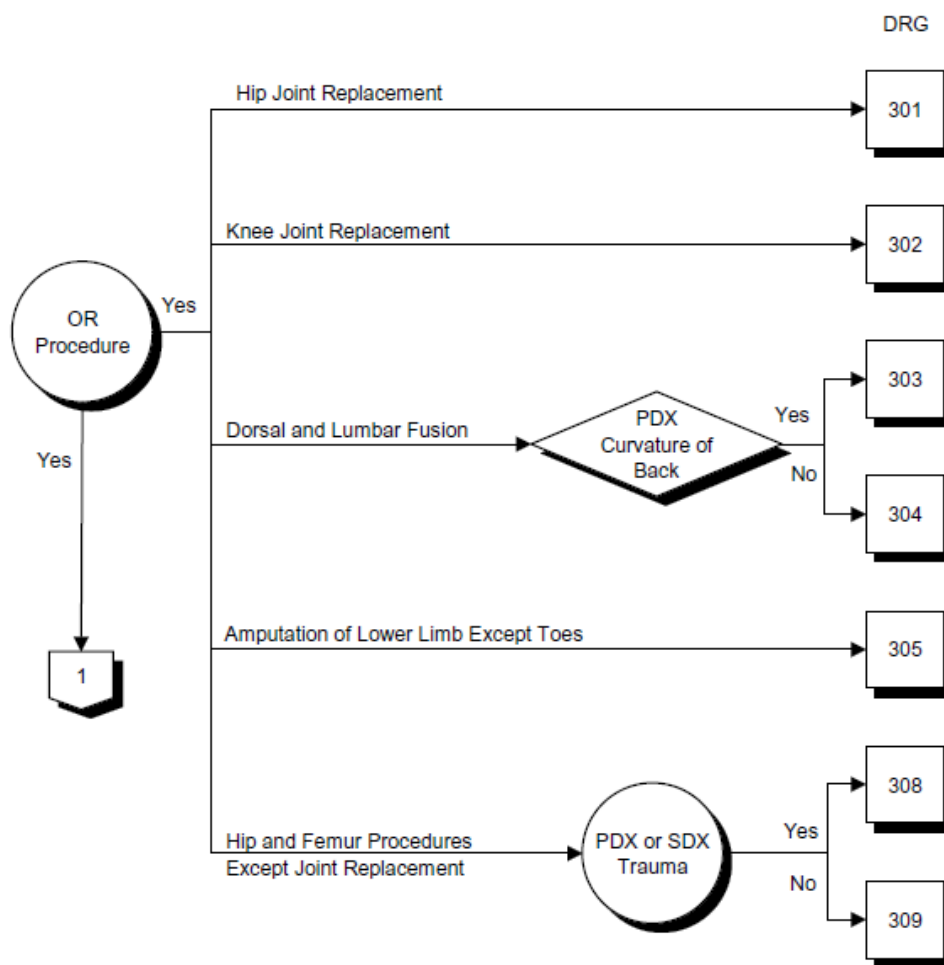 DRG
Hip Joint Replacement
301
Knee Joint Replacement
302
OR
Procedure
Yes
Yes
1
Dorsal and Lumbar Fusion
PDX
Curvature of
Back
Yes
No
303
304
Amputation of Lower Limb Except Toes
305
Hip and Femur Procedures
Except Joint Replacement
PDX or SDX
Trauma
Yes
No
308
309